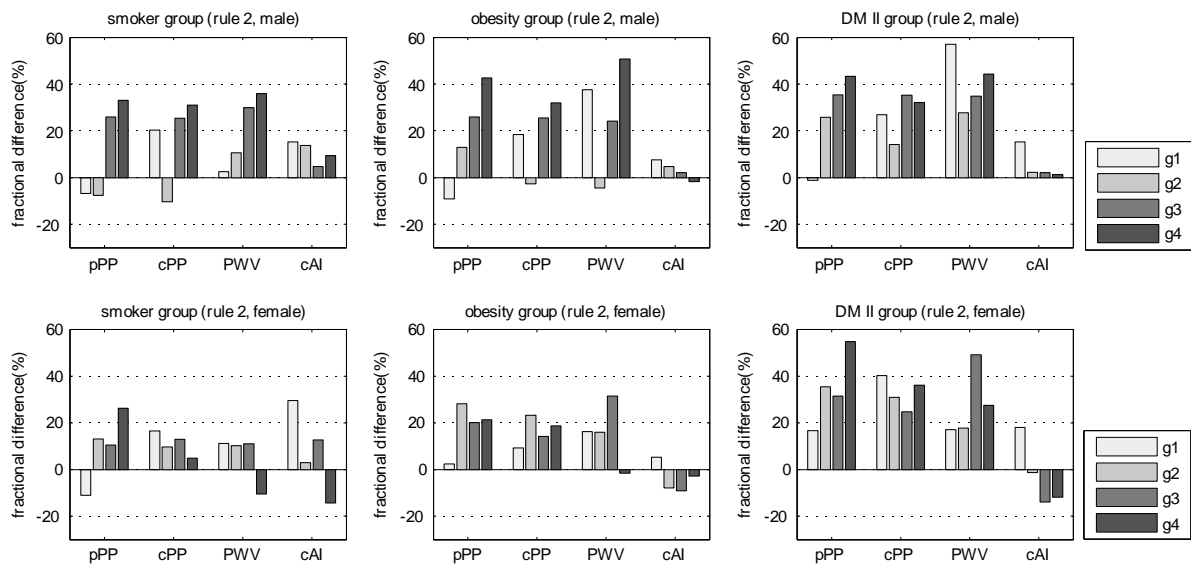 smoker group (rule 2, male)
fractional difference(%)
60
40
20
0
-20
pPP cPP PWV cAI
obesity group (rule 2, male)
fractional difference(%)
60
40
20
0
-20
pPP cPP PWV cAI
DM II group (rule 2, male)
fractional difference(%)
60
40
20
0
-20
pPP cPP PWV cAI
g1
g2
g3
g4
smoker group (rule 2, female)
fractional difference(%)
60
40
20
0
-20
pPP cPP PWV cAI
obesity group (rule 2, female)
fractional difference(%)
60
40
20
0
-20
pPP cPP PWV cAI
DM II group (rule 2, female)
fractional difference(%)
60
40
20
0
-20
pPP cPP PWV cAI
g1
g2
g3
g4